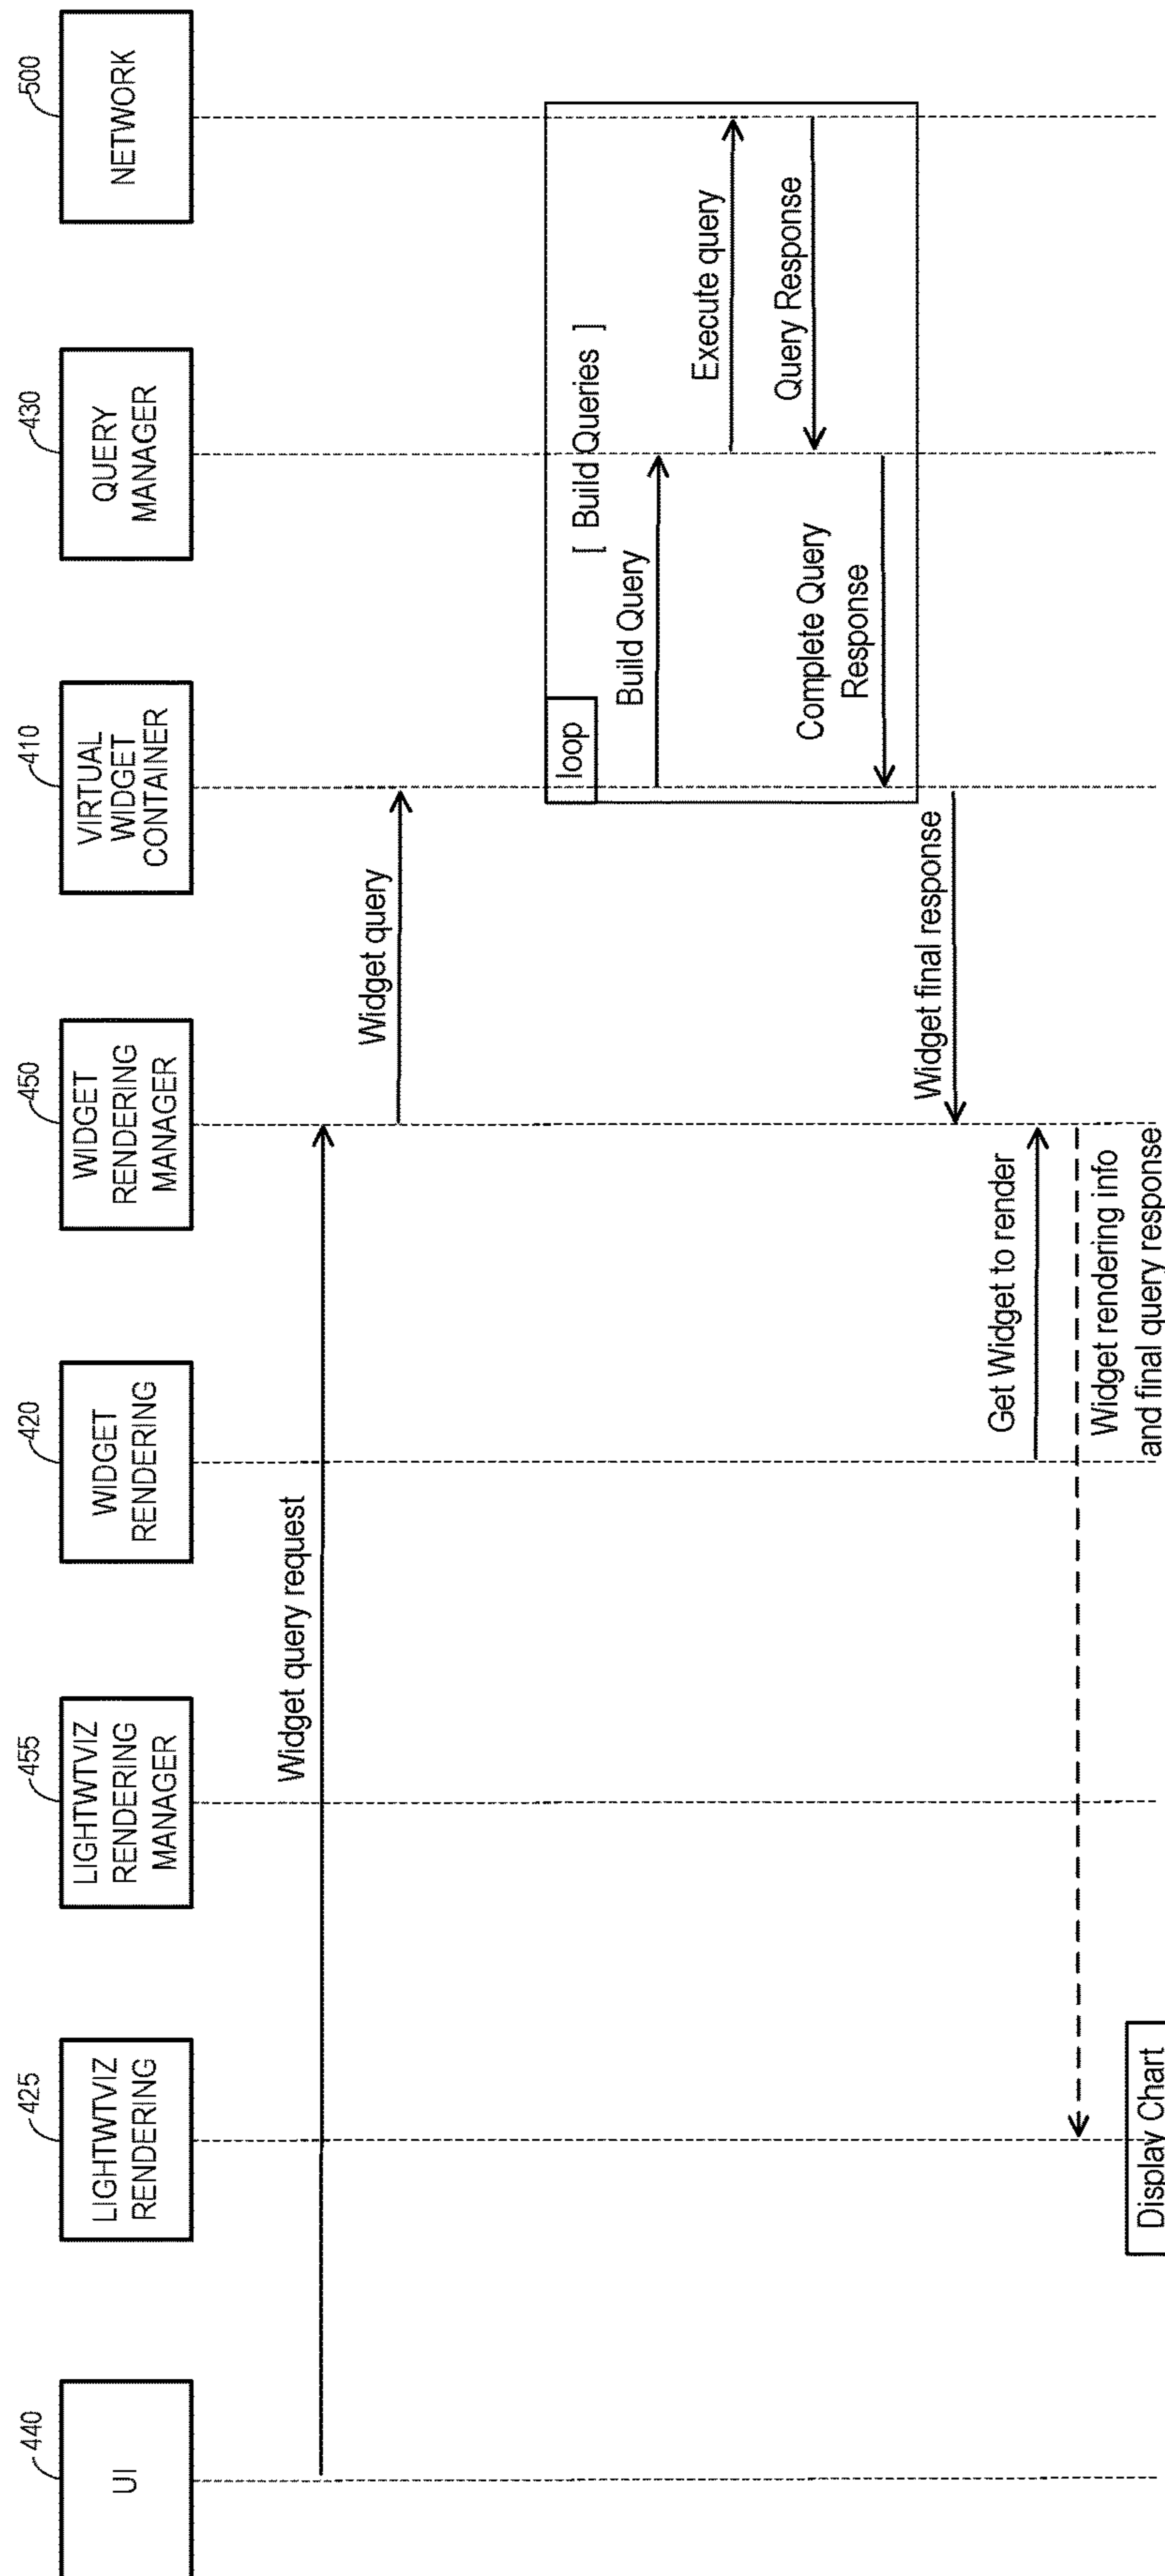 440
UI
425
LIGHTWTVIZ
RENDERING
455
LIGHTWTVIZ
RENDERING
MANAGER
420
WIDGET
RENDERING
450
WIDGET
RENDERING
MANAGER
410
VIRTUAL
WIDGET
CONTAINER
430
QUERY
MANAGER
500
NETWORK
Widget query request
Widget query
loop
[ Build Queries ]
Build Query
Execute query
Query Response
Complete Query
Response
Widget final response
Get Widget to render
Widget rendering info
and final query response
Display Chart